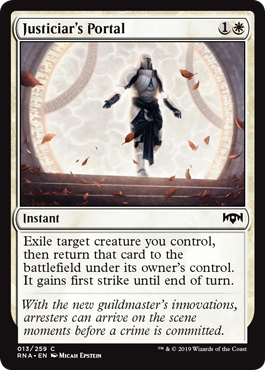 Justiciar's Portal 1
Instant
Exile target creature you control,
then return that card to the
battlefield under its owner's control.
It gains first strike until end of turn.
With the new guildmaster's innovations,
arresters can arrive on the scene
moments before a crime is committed.
013/259 C
RNA • EN Micah Epstein ™ & © 2019 Wizards of the Coast